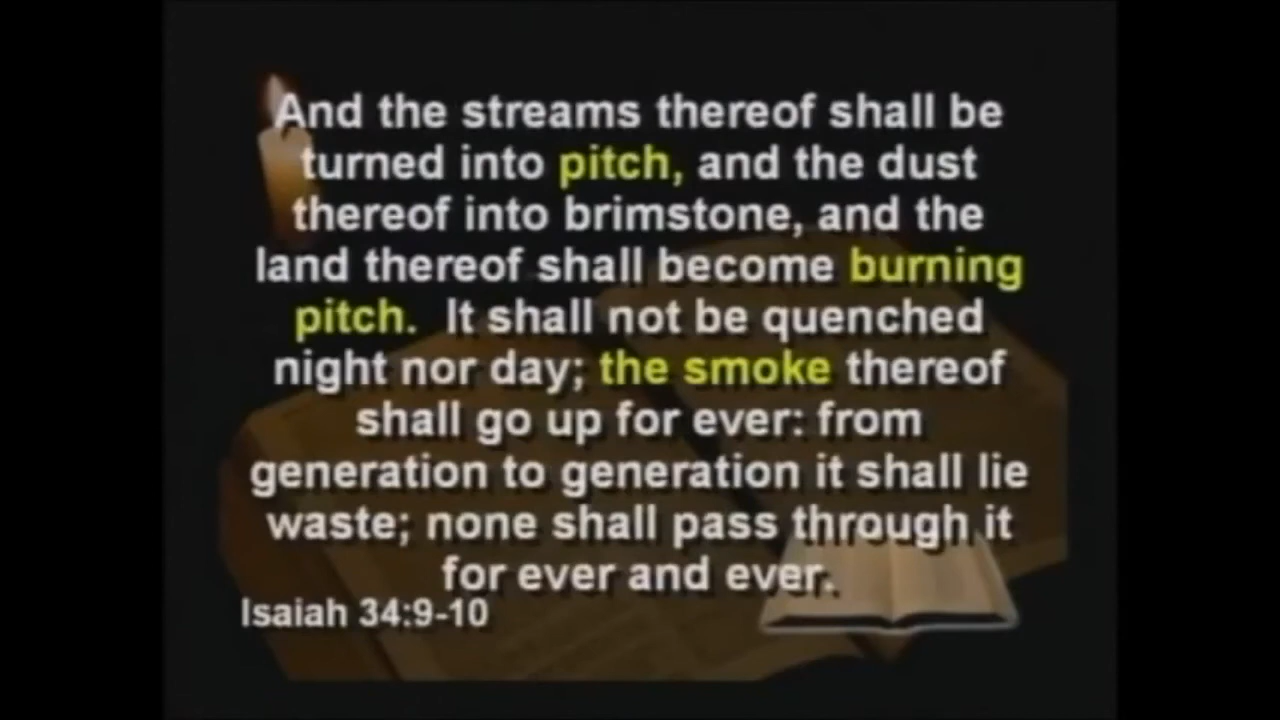 And the streams thereof shall be
turned into pitch, and the dust
thereof into brimstone, and the
land thereof shall become burning
pitch. It shall not be quenched
night nor day; the smoke thereof
shall go up for ever: from
generation to generation it shall lie
waste; none shall pass through it
for ever and ever.
Isaiah 34:9-10